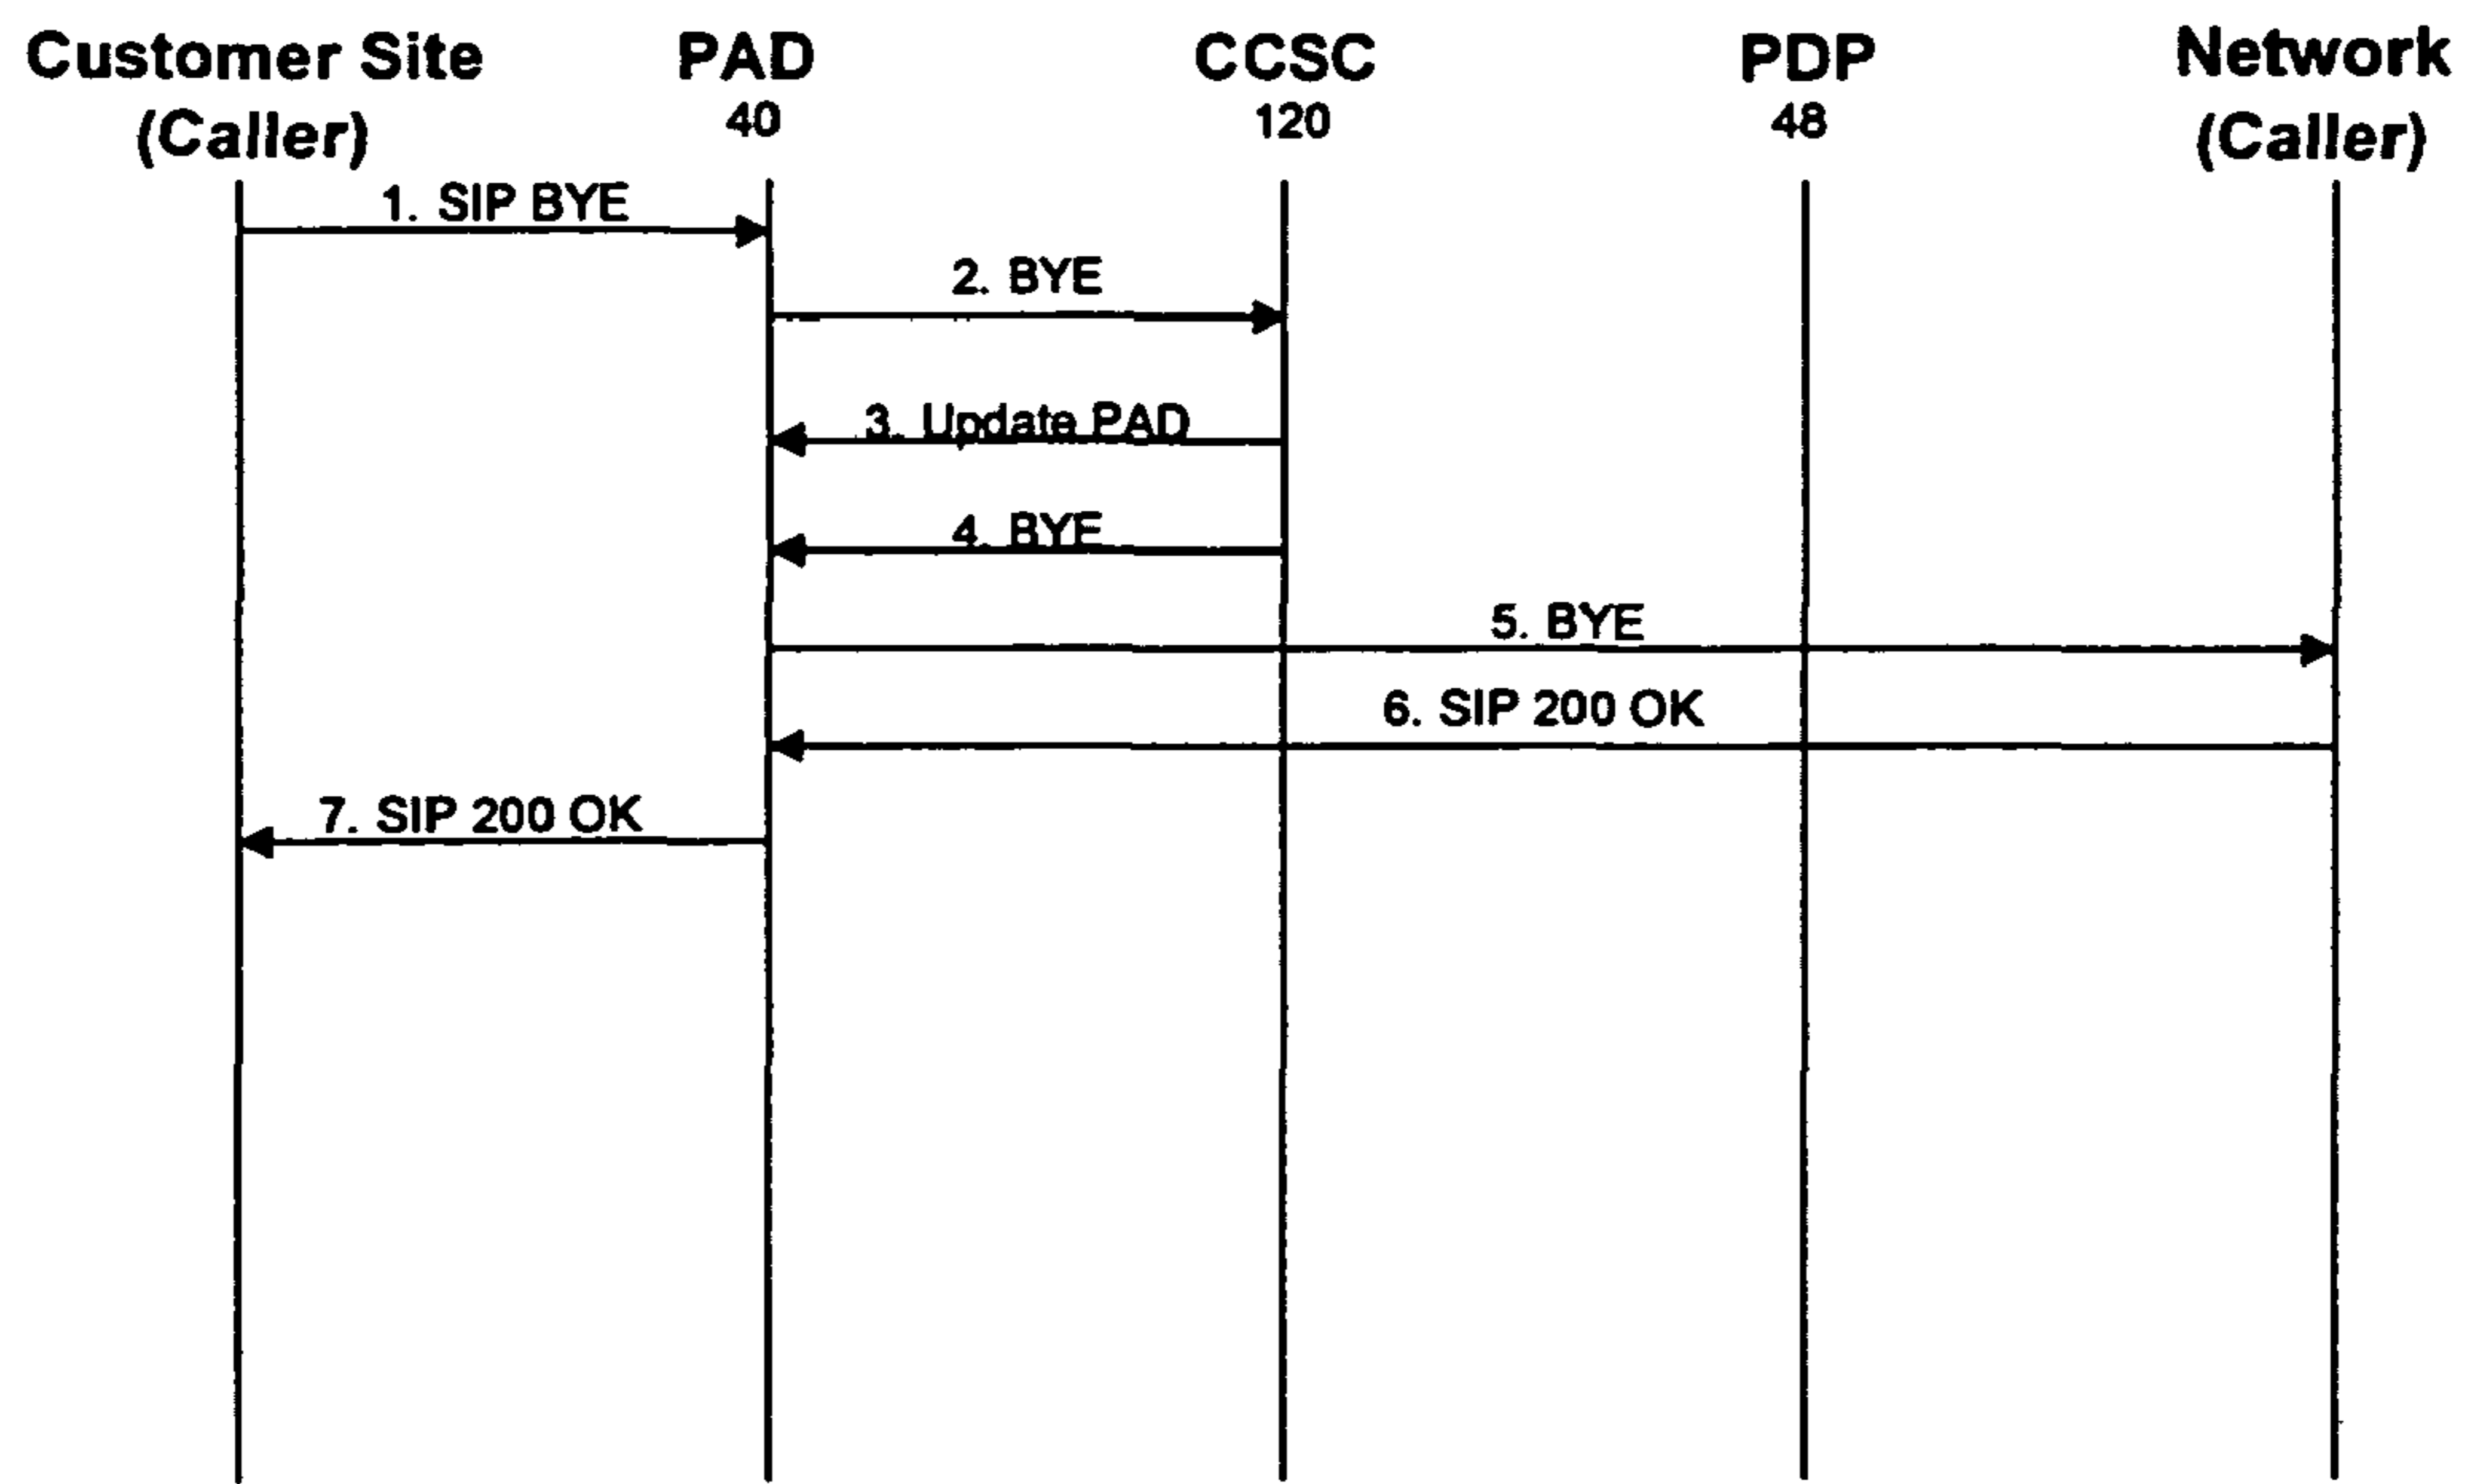 Customer Site
(Caller)
PAD
40
CCSC
120
PDP
48
Network
(Caller)
1. SIP BYE
2. BYE
3. Update PAD
4. BYE
5. BYE
6. SIP 200 OK
7. SIP 200 OK